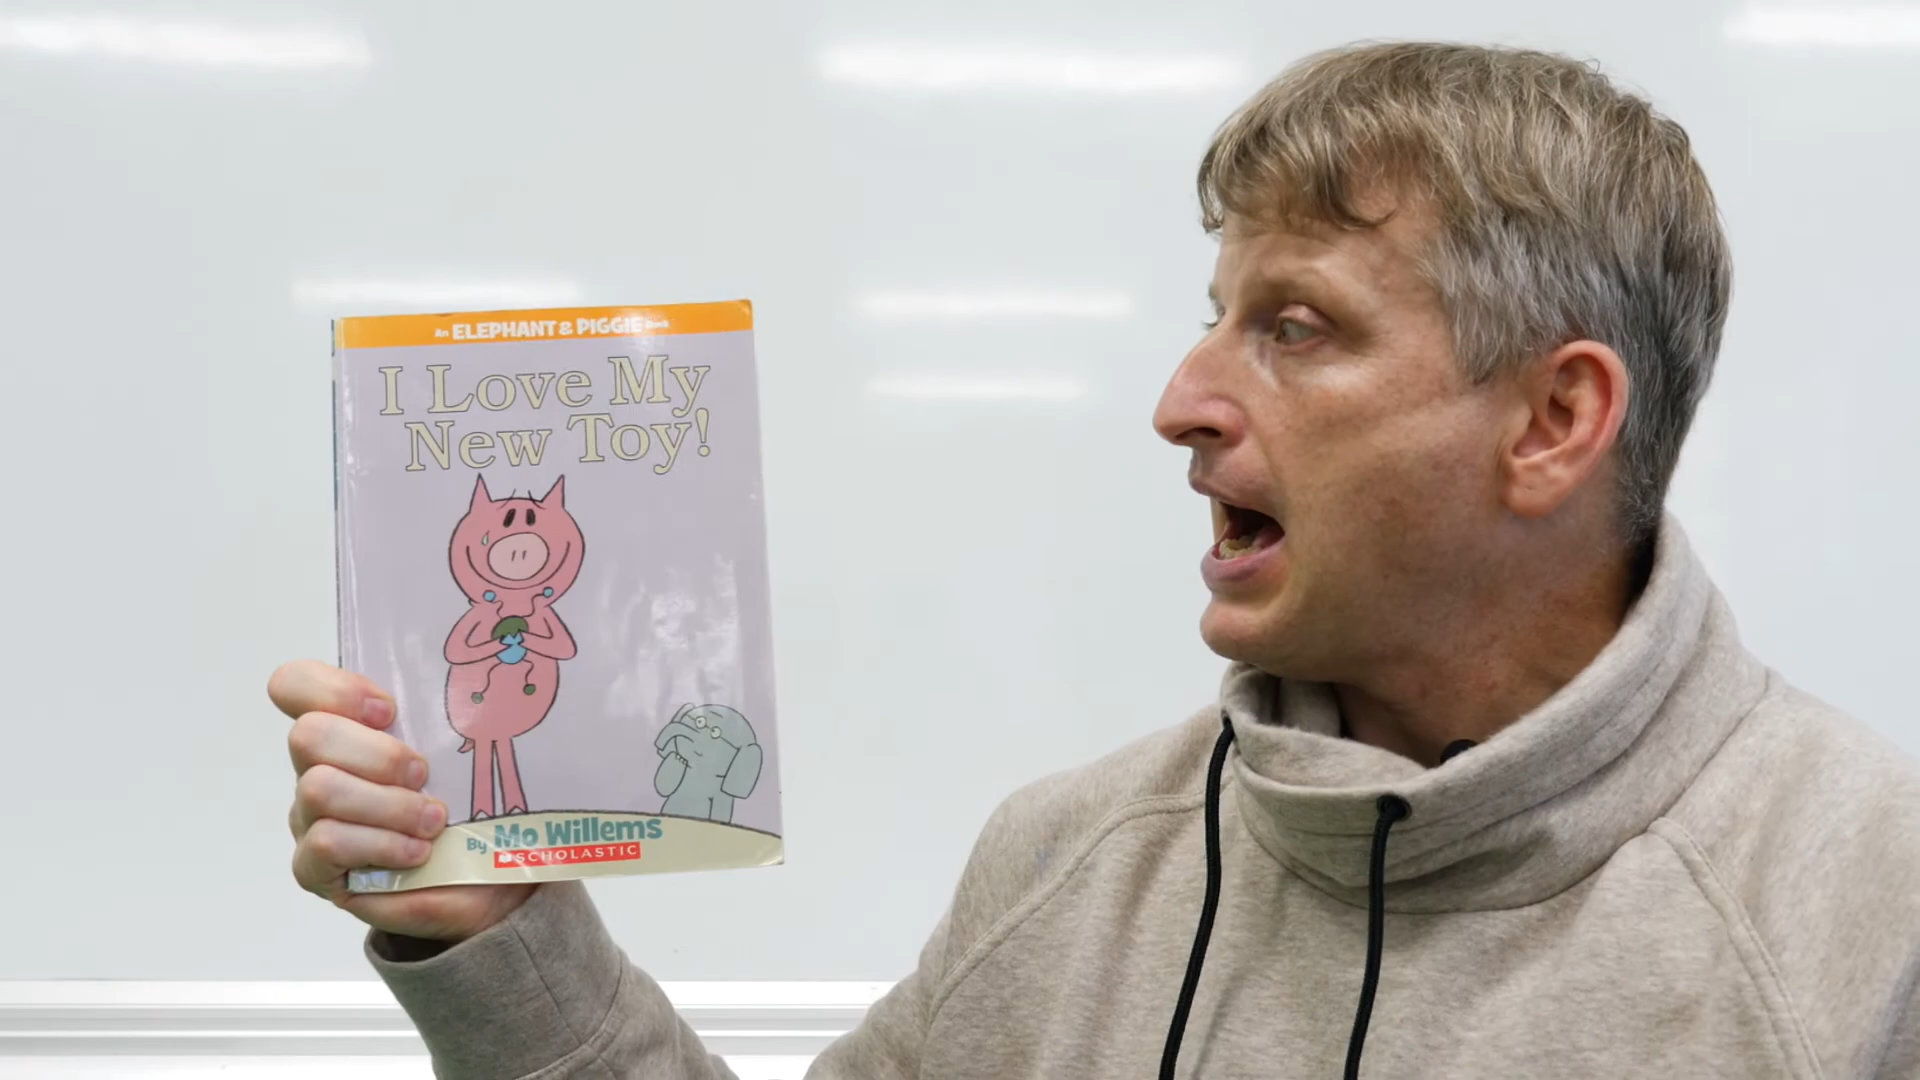 An ELEPHANT & PIGGIE Book
I Love My
New Toy!
By Mo Willems
SCHOLASTIC